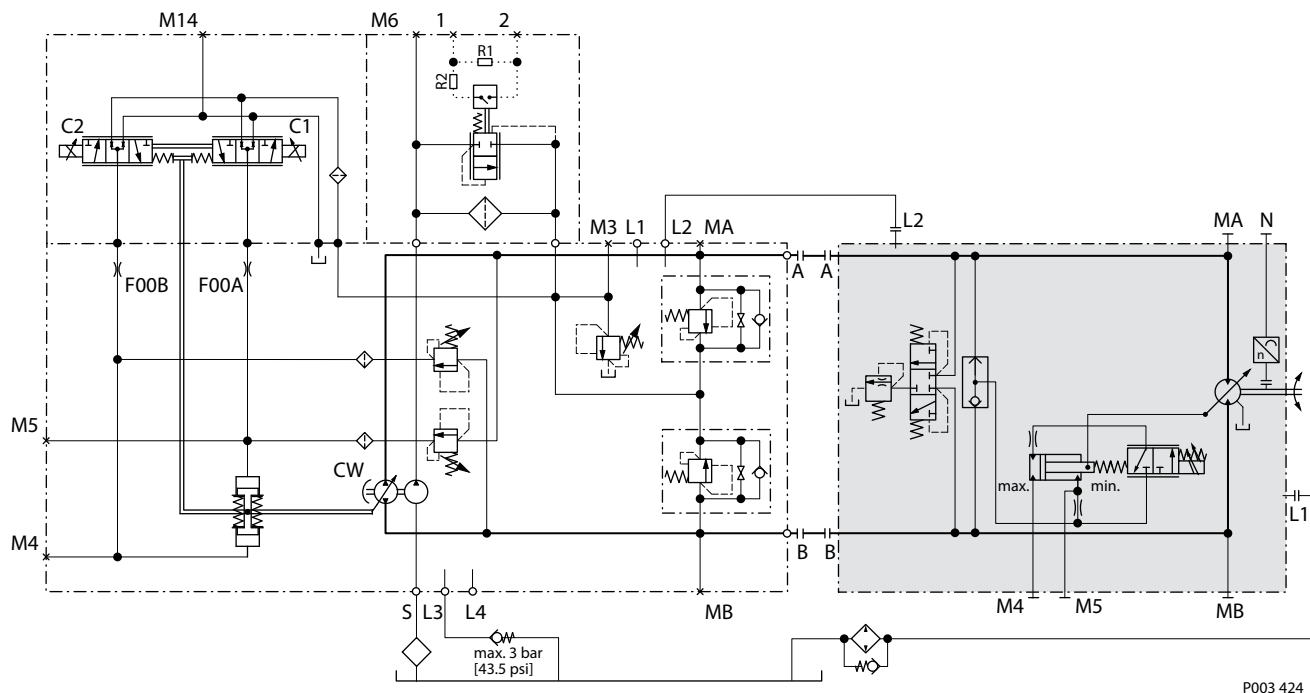 M14
M6
1
2
R1
R2
C2
C1
M3
L1
L2
MA
L2
MA
N
F00B
F00A
A
A
n
M5
CW
max.
min.
L1
M4
B
B
S
L3
L4
MB
M4
M5
MB
max. 3 bar
[43.5 psi]
P003 424